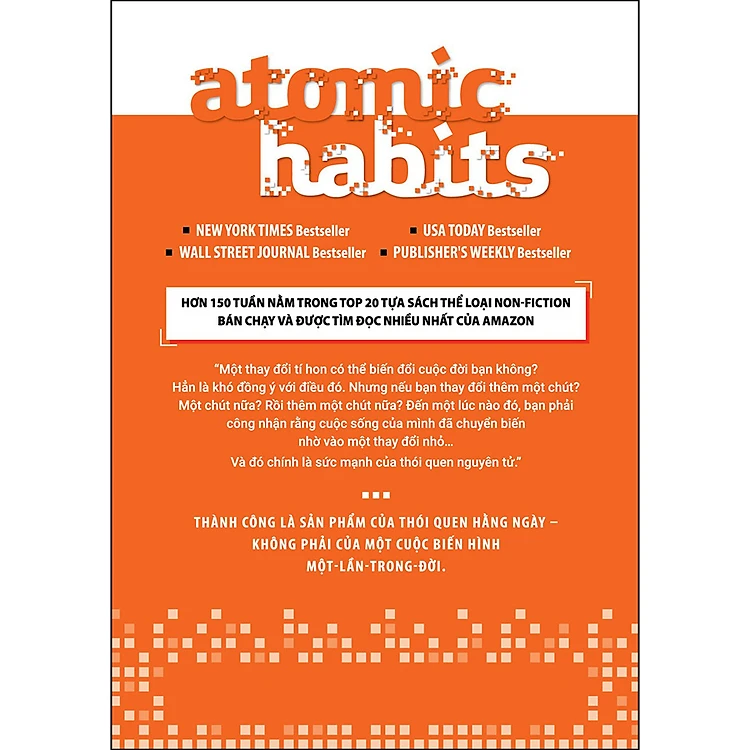 atomic
habits
NEW YORK TIMES Bestseller
USA TODAY Bestseller
WALL STREET JOURNAL Bestseller
PUBLISHER'S WEEKLY Bestseller
HƠN 150 TUẦN NẰM TRONG TOP 20 TỰA SÁCH THỂ LOẠI NON-FICTION
BÁN CHẠY VÀ ĐƯỢC TÌM ĐỌC NHIỀU NHẤT CỦA AMAZON
“Một thay đổi tí hon có thể biến đổi cuộc đời bạn không?
Hẳn là khó đồng ý với điều đó. Nhưng nếu bạn thay đổi thêm một chút?
Một chút nữa? Rồi thêm một chút nữa? Đến một lúc nào đó, bạn phải
công nhận rằng cuộc sống của mình đã chuyển biến
nhờ vào một thay đổi nhỏ...
Và đó chính là sức mạnh của thói quen nguyên tử.”
THÀNH CÔNG LÀ SẢN PHẨM CỦA THÓI QUEN HẰNG NGÀY –
KHÔNG PHẢI CỦA MỘT CUỘC BIẾN HÌNH
MỘT-LẦN-TRONG-ĐỜI.